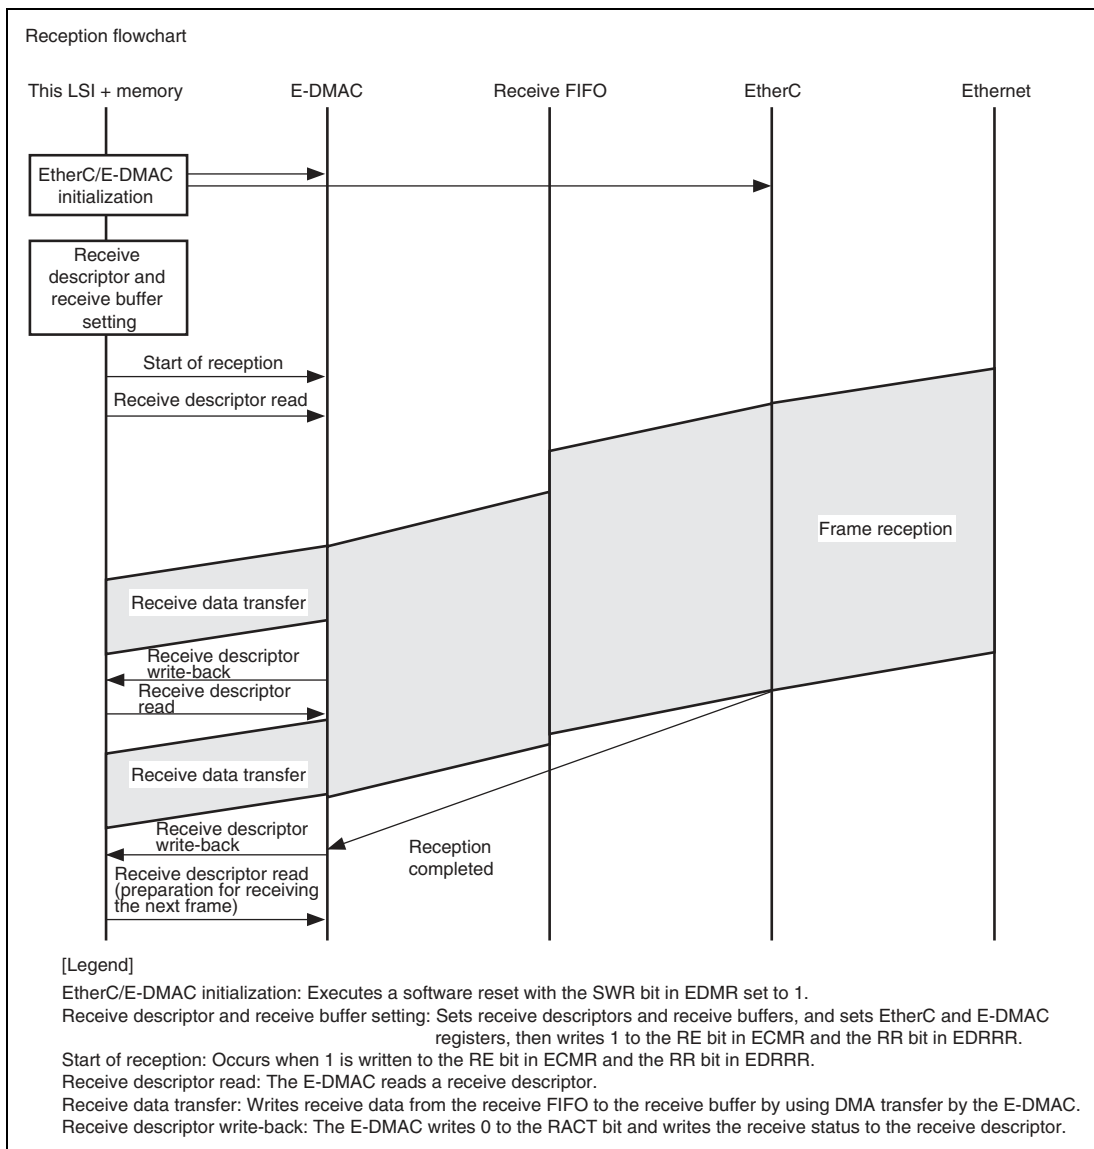 Reception flowchart
This LSI + memory
E-DMAC
Receive FIFO
EtherC
Ethernet
EtherC/E-DMAC
initialization
Receive
descriptor and
receive buffer
setting
Start of reception
Receive descriptor read
Frame reception
Receive data transfer
Receive descriptor
write-back
Receive descriptor
read
Receive data transfer
Receive descriptor
write-back
Reception
completed
Receive descriptor read
(preparation for receiving
the next frame)
[Legend]
EtherC/E-DMAC initialization: Executes a software reset with the SWR bit in EDMR set to 1.
Receive descriptor and receive buffer setting: Sets receive descriptors and receive buffers, and sets EtherC and E-DMAC
registers, then writes 1 to the RE bit in ECMR and the RR bit in EDRRR.
Start of reception: Occurs when 1 is written to the RE bit in ECMR and the RR bit in EDRRR.
Receive descriptor read: The E-DMAC reads a receive descriptor.
Receive data transfer: Writes receive data from the receive FIFO to the receive buffer by using DMA transfer by the E-DMAC.
Receive descriptor write-back: The E-DMAC writes 0 to the RACT bit and writes the receive status to the receive descriptor.